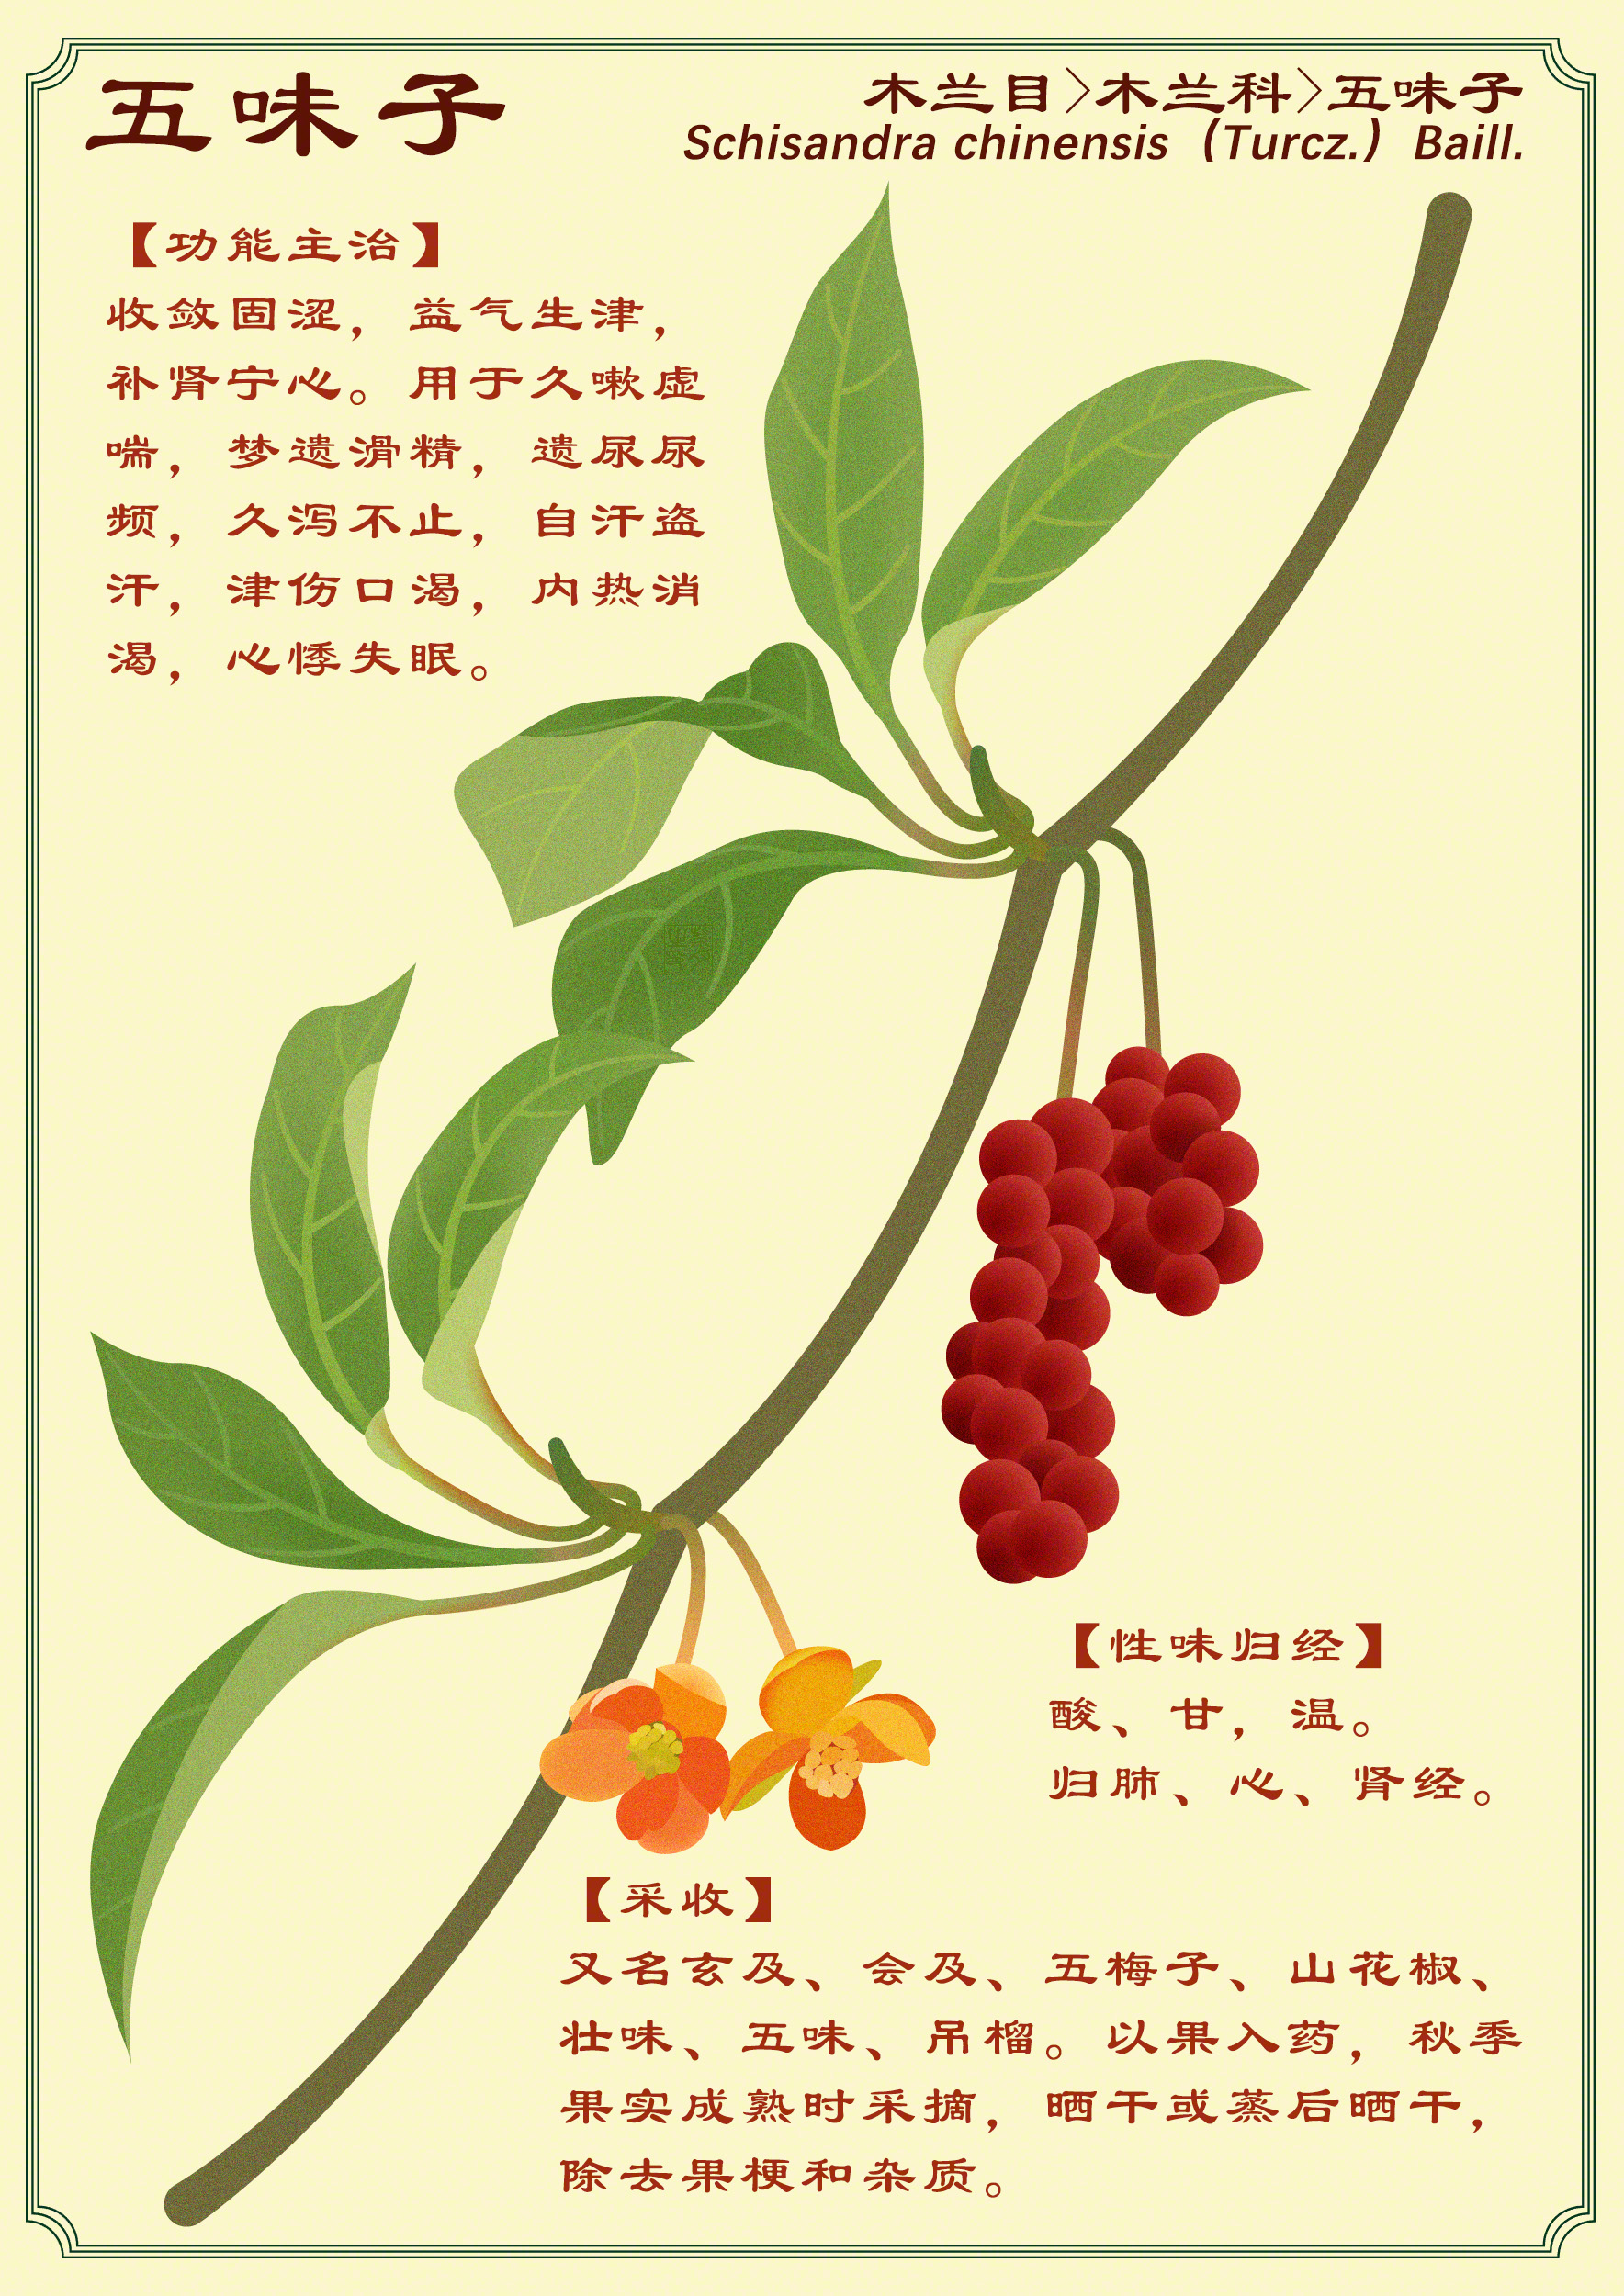 五味子
木兰目>木兰科>五味子
Schisandra chinensis (Turcz.) Baill.
【功能主治】
收敛固涩，益气生津，
补肾宁心。用于久嗽虚
喘，梦遗滑精，遗尿尿
频，久泻不止，自汗盗
汗，津伤口渴，内热消
渴，心悸失眠。
【性味归经】
酸、甘，温。
归肺、心、肾经。
【采收】
又名玄及、会及、五梅子、山花椒、
壮味、五味、吊榴。以果入药，秋季
果实成熟时采摘，晒干或蒸后晒干，
除去果梗和杂质。